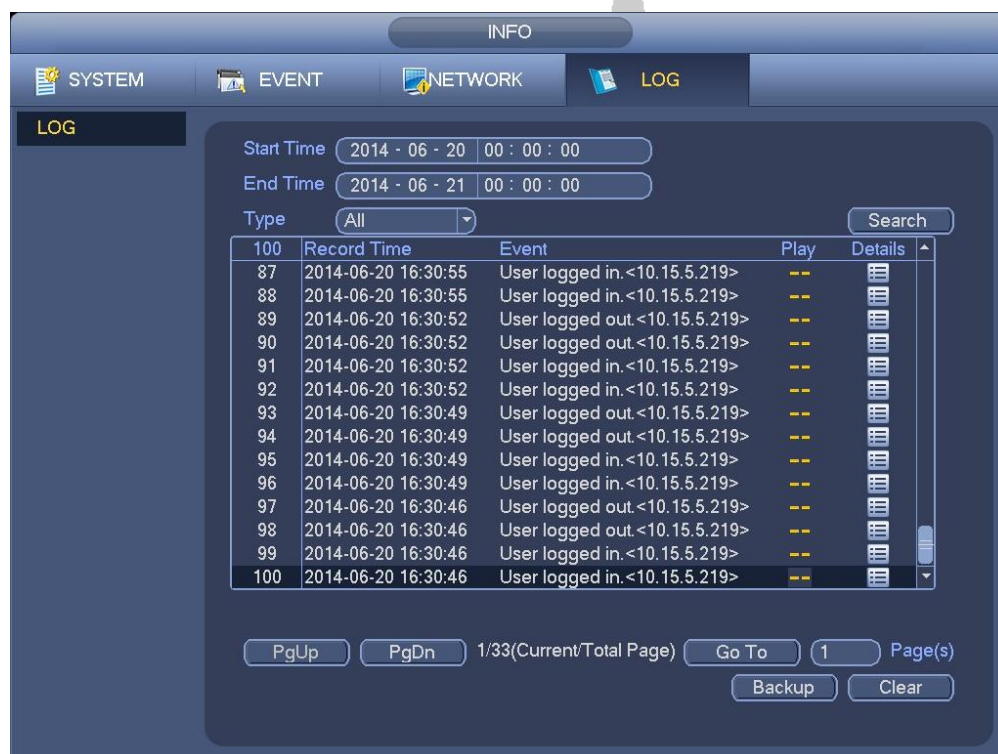 INFO
SYSTEM EVENT NETWORK LOG
LOG
Start Time 2014 - 06 - 20 00 : 00 : 00
End Time 2014 - 06 - 21 00 : 00 : 00
Type All Search
100 Record Time Event Play Details
87 2014-06-20 16:30:55 User logged in.<10.15.5.219> --
88 2014-06-20 16:30:55 User logged in.<10.15.5.219> --
89 2014-06-20 16:30:52 User logged out.<10.15.5.219> --
90 2014-06-20 16:30:52 User logged out.<10.15.5.219> --
91 2014-06-20 16:30:52 User logged in.<10.15.5.219> --
92 2014-06-20 16:30:52 User logged in.<10.15.5.219> --
93 2014-06-20 16:30:49 User logged out.<10.15.5.219> --
94 2014-06-20 16:30:49 User logged out.<10.15.5.219> --
95 2014-06-20 16:30:49 User logged in.<10.15.5.219> --
96 2014-06-20 16:30:49 User logged in.<10.15.5.219> --
97 2014-06-20 16:30:46 User logged out.<10.15.5.219> --
98 2014-06-20 16:30:46 User logged out.<10.15.5.219> --
99 2014-06-20 16:30:46 User logged in.<10.15.5.219> --
100 2014-06-20 16:30:46 User logged in.<10.15.5.219> --
PgUp PgDn 1/33(Current/Total Page) Go To 1 Page(s)
Backup Clear